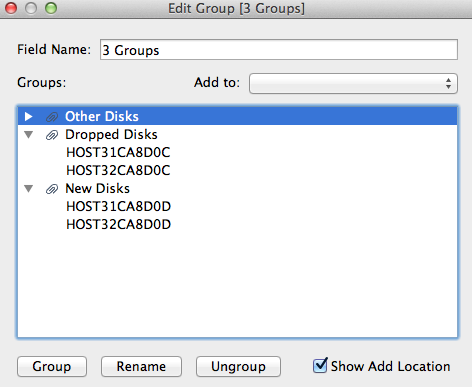 Edit Group [3 Groups]
Field Name: 3 Groups
Groups: Add to:
Other Disks
Dropped Disks
HOST31CA8D0C
HOST32CA8D0C
New Disks
HOST31CA8D0D
HOST32CA8D0D
Group Rename Ungroup Show Add Location